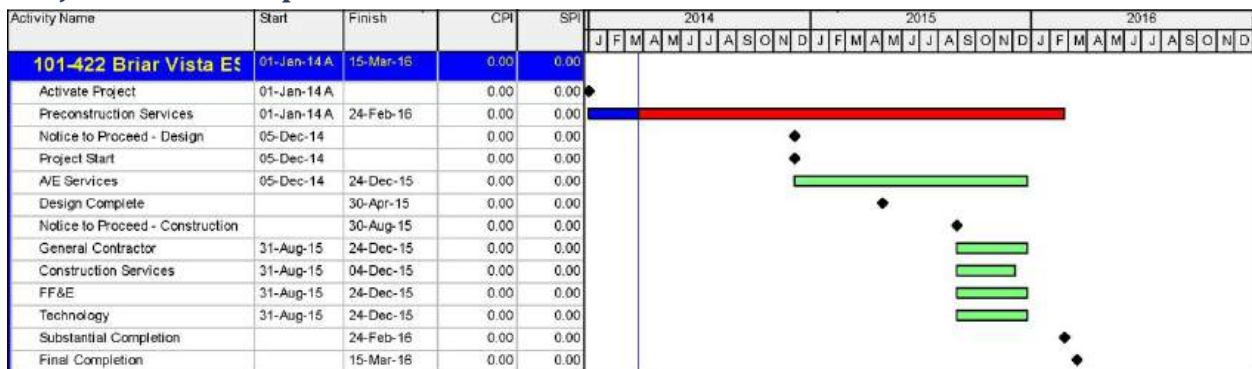 Activity Name Start Finish CPI SPI 2014 2015 2016
J F M A M J J A S O N D J F M A M J J A S O N D J F M A M J J A S O N D
101-422 Briar Vista ES 01-Jan-14 A 15-Mar-16 0.00 0.00
Activate Project 01-Jan-14 A 0.00 0.00
Preconstruction Services 01-Jan-14 A 24-Feb-16 0.00 0.00
Notice to Proceed - Design 05-Dec-14 0.00 0.00
Project Start 05-Dec-14 0.00 0.00
A/E Services 05-Dec-14 24-Dec-15 0.00 0.00
Design Complete 30-Apr-15 0.00 0.00
Notice to Proceed - Construction 30-Aug-15 0.00 0.00
General Contractor 31-Aug-15 24-Dec-15 0.00 0.00
Construction Services 31-Aug-15 04-Dec-15 0.00 0.00
FF&E 31-Aug-15 24-Dec-15 0.00 0.00
Technology 31-Aug-15 24-Dec-15 0.00 0.00
Substantial Completion 24-Feb-16 0.00 0.00
Final Completion 15-Mar-16 0.00 0.00